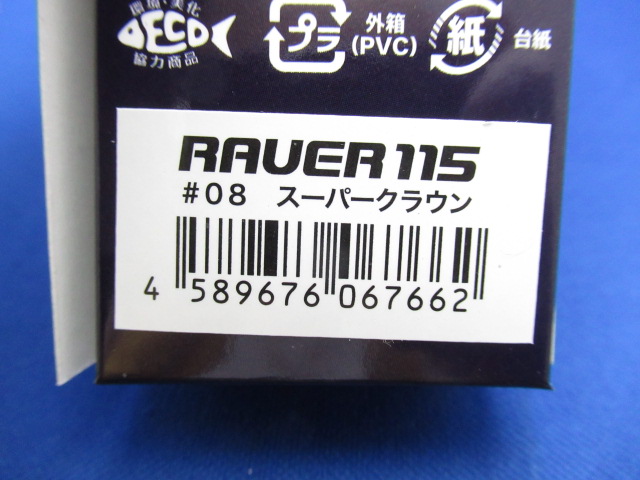 環境・美化
ECO
協力商品
プラ
外箱
(PVC)
紙
台紙
RAUER 115
#08 スーパークラウン
4 589676 067662